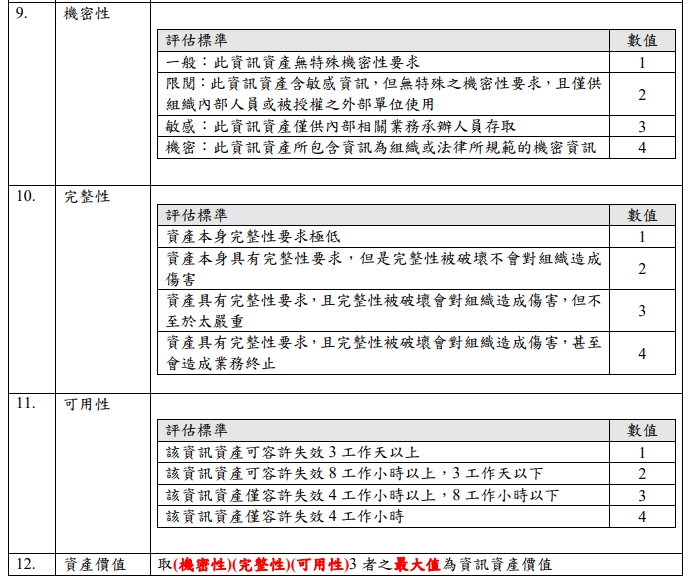 9. 機密性
評估標準 數值
一般：此資訊資產無特殊機密性要求 1
限閱：此資訊資產含敏感資訊，但無特殊之機密性要求，且僅供
組織內部人員或被授權之外部單位使用 2
敏感：此資訊資產僅供內部相關業務承辦人員存取 3
機密：此資訊資產所包含資訊為組織或法律所規範的機密資訊 4
10. 完整性
評估標準 數值
資產本身完整性要求極低 1
資產本身具有完整性要求，但是完整性被破壞不會對組織造成
傷害 2
資產具有完整性要求，且完整性被破壞會對組織造成傷害，但不
至於太嚴重 3
資產具有完整性要求，且完整性被破壞會對組織造成傷害，甚至
會造成業務終止 4
11. 可用性
評估標準 數值
該資訊資產可容許失效 3 工作天以上 1
該資訊資產可容許失效 8 工作小時以上，3 工作天以下 2
該資訊資產僅容許失效 4 工作小時以上，8 工作小時以下 3
該資訊資產僅容許失效 4 工作小時 4
12. 資產價值 取(機密性)(完整性)(可用性)3 者之最大值為資訊資產價值